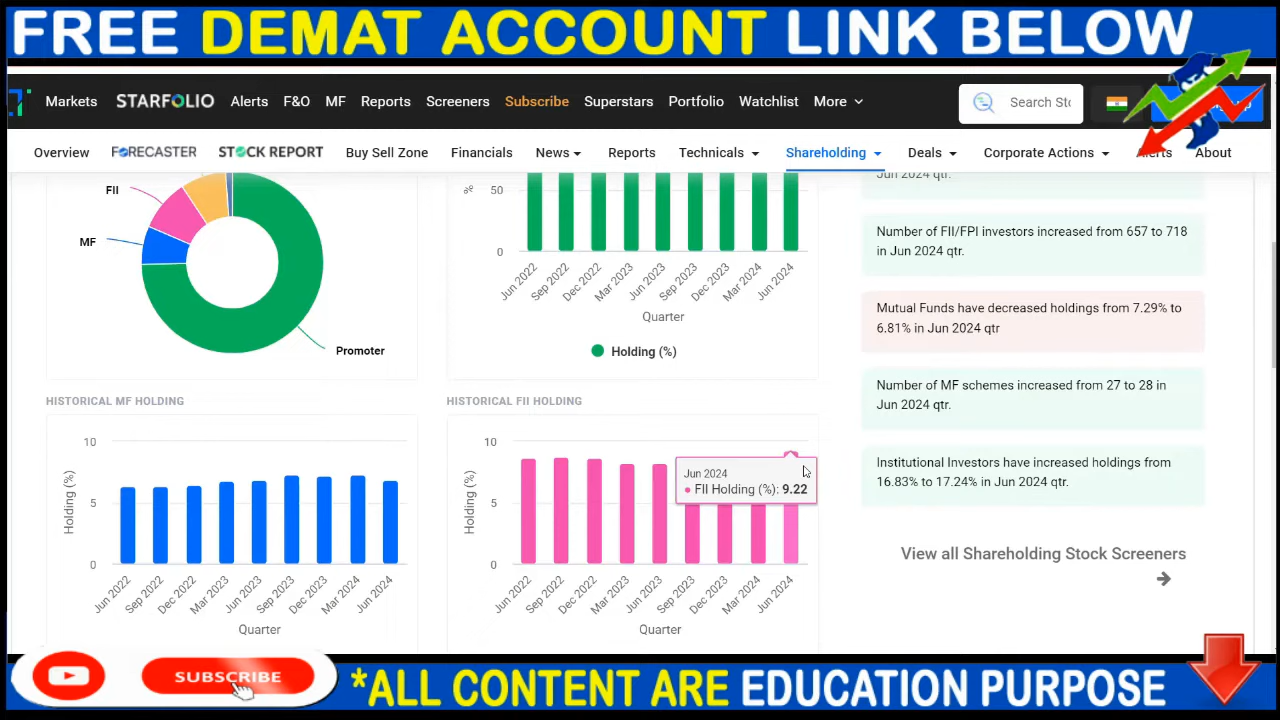 FREE DEMAT ACCOUNT LINK BELOW
Markets STARFOLIO Alerts F&O MF Reports Screeners Subscribe Superstars Portfolio Watchlist More Search Sto
Overview FORECASTER STOCK REPORT Buy Sell Zone Financials News Reports Technicals Shareholding Deals Corporate Actions Alerts About
FII
MF
Promoter
%
50
0
Jun 2022 Sep 2022 Dec 2022 Mar 2023 Jun 2023 Sep 2023 Dec 2023 Mar 2024 Jun 2024
Quarter
Holding (%)
Jun 2024 qtr.
Number of FII/FPI investors increased from 657 to 718
in Jun 2024 qtr.
Mutual Funds have decreased holdings from 7.29% to
6.81% in Jun 2024 qtr
Number of MF schemes increased from 27 to 28 in
Jun 2024 qtr.
Institutional Investors have increased holdings from
16.83% to 17.24% in Jun 2024 qtr.
View all Shareholding Stock Screeners
HISTORICAL MF HOLDING
Holding (%)
10
5
0
Jun 2022 Sep 2022 Dec 2022 Mar 2023 Jun 2023 Sep 2023 Dec 2023 Mar 2024 Jun 2024
Quarter
HISTORICAL FII HOLDING
Holding (%)
10
5
0
Jun 2024
FII Holding (%): 9.22
Jun 2022 Sep 2022 Dec 2022 Mar 2023 Jun 2023 Sep 2023 Dec 2023 Mar 2024 Jun 2024
Quarter
SUBSCRIBE
*ALL CONTENT ARE EDUCATION PURPOSE